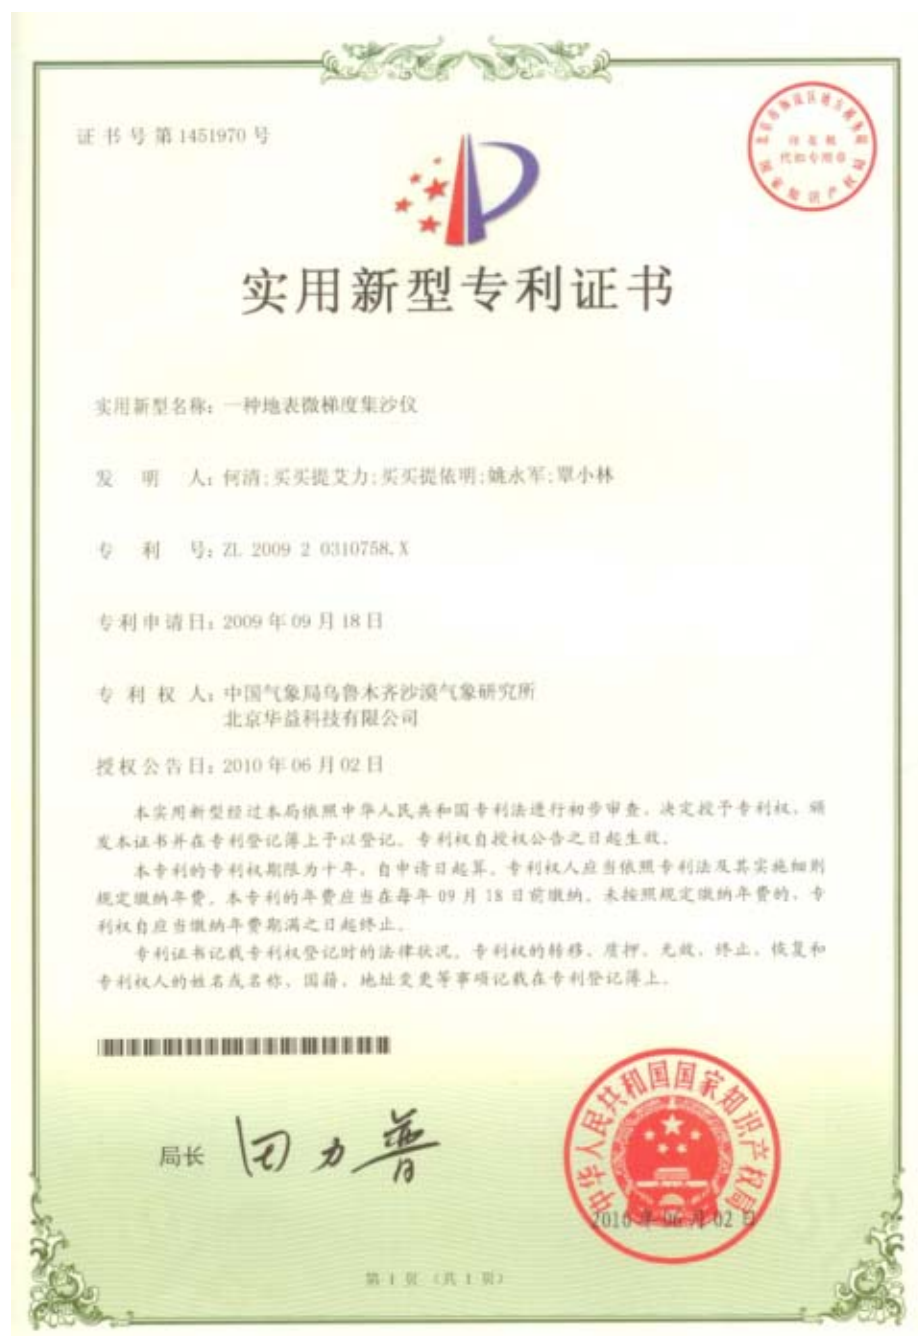 证书号第1451970号
实用新型专利证书
实用新型名称：一种地表微梯度集沙仪
发明人：何清;买买提艾力;买买提依明;姚永军;覃小林
专利号：ZL 2009 2 0310758.X
专利申请日：2009年09月18日
专利权人：中国气象局乌鲁木齐沙漠气象研究所
北京华益科技有限公司
授权公告日：2010年06月02日
本实用新型经过本局依照中华人民共和国专利法进行初步审查，决定授予专利权，颁
发本证书并在专利登记簿上予以登记。专利权自授权公告之日起生效。
本专利的专利权期限为十年，自申请日起算。专利权人应当依照专利法及其实施细则
规定缴纳年费。本专利的年费应当在每年09月18日前缴纳。未按照规定缴纳年费的，专
利权自应当缴纳年费期满之日起终止。
专利证书记载专利权登记时的法律状况。专利权的转移、质押、无效、终止、恢复和
专利权人的姓名或名称、国籍、地址变更等事项记载在专利登记簿上。
局长 田力普
中华人民共和国国家知识产权局
2010年06月02日
第1页（共1页）